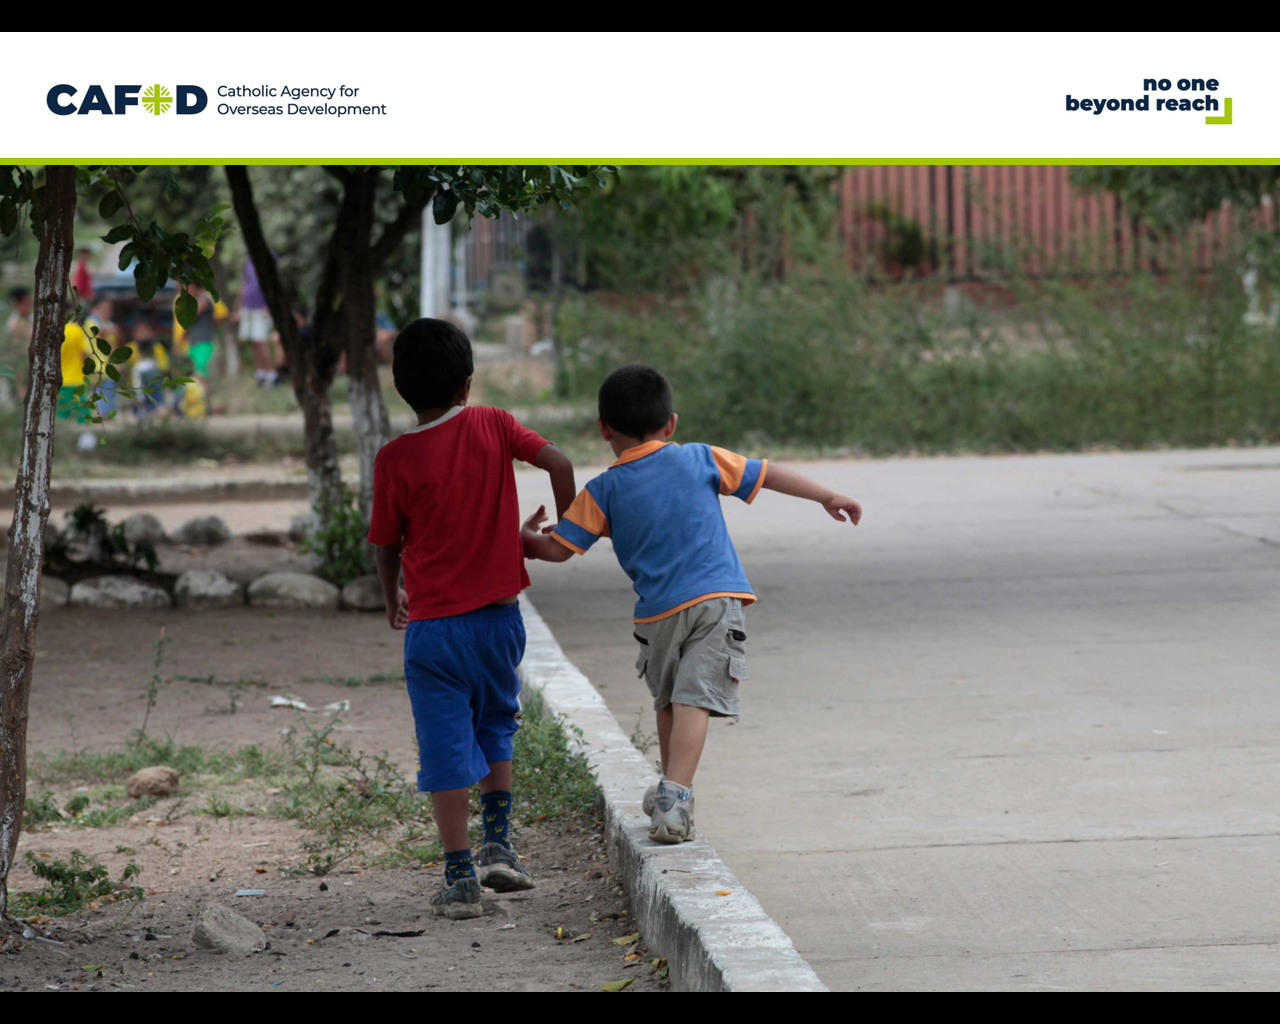 CAFOD
Catholic Agency for
Overseas Development
no one
beyond reach